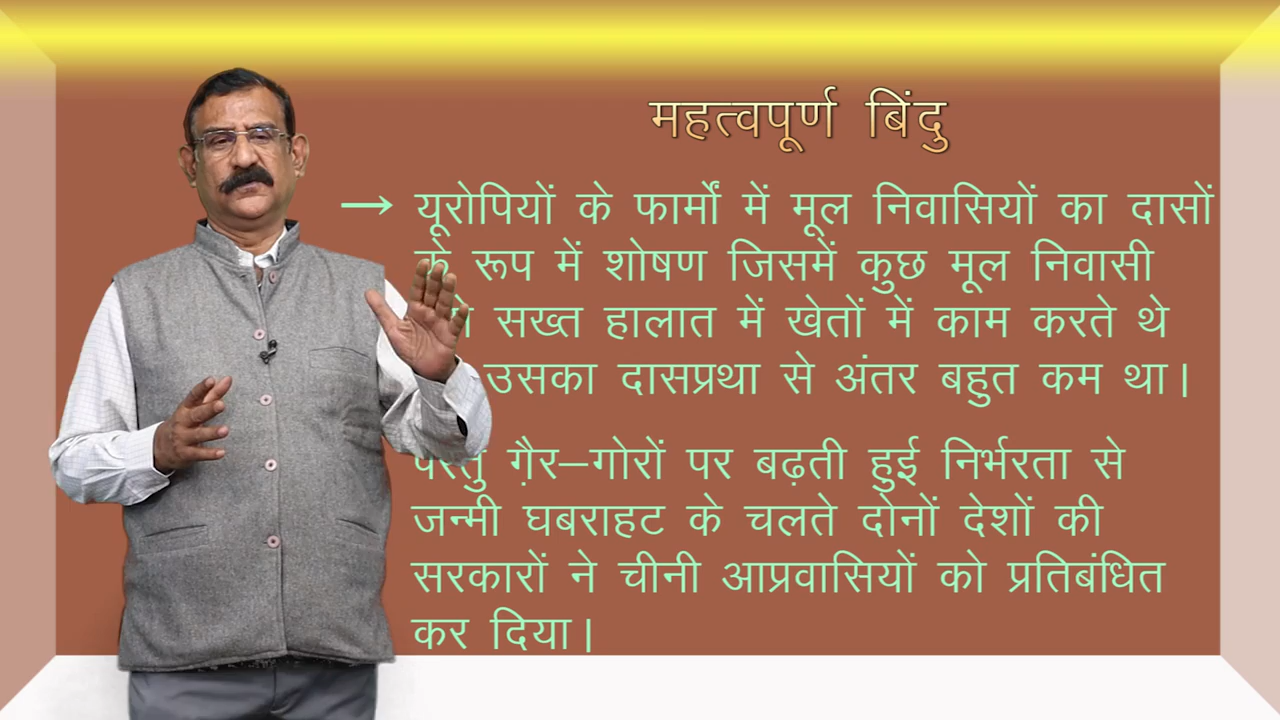 महत्वपूर्ण बिंदु
→ यूरोपियों के फार्मों में मूल निवासियों का दासों
के रूप में शोषण जिसमें कुछ मूल निवासी
सख्त हालात में खेतों में काम करते थे
उसका दासप्रथा से अंतर बहुत कम था।
परंतु ग़ैर–गोरों पर बढ़ती हुई निर्भरता से
जन्मी घबराहट के चलते दोनों देशों की
सरकारों ने चीनी आप्रवासियों को प्रतिबंधित
कर दिया।